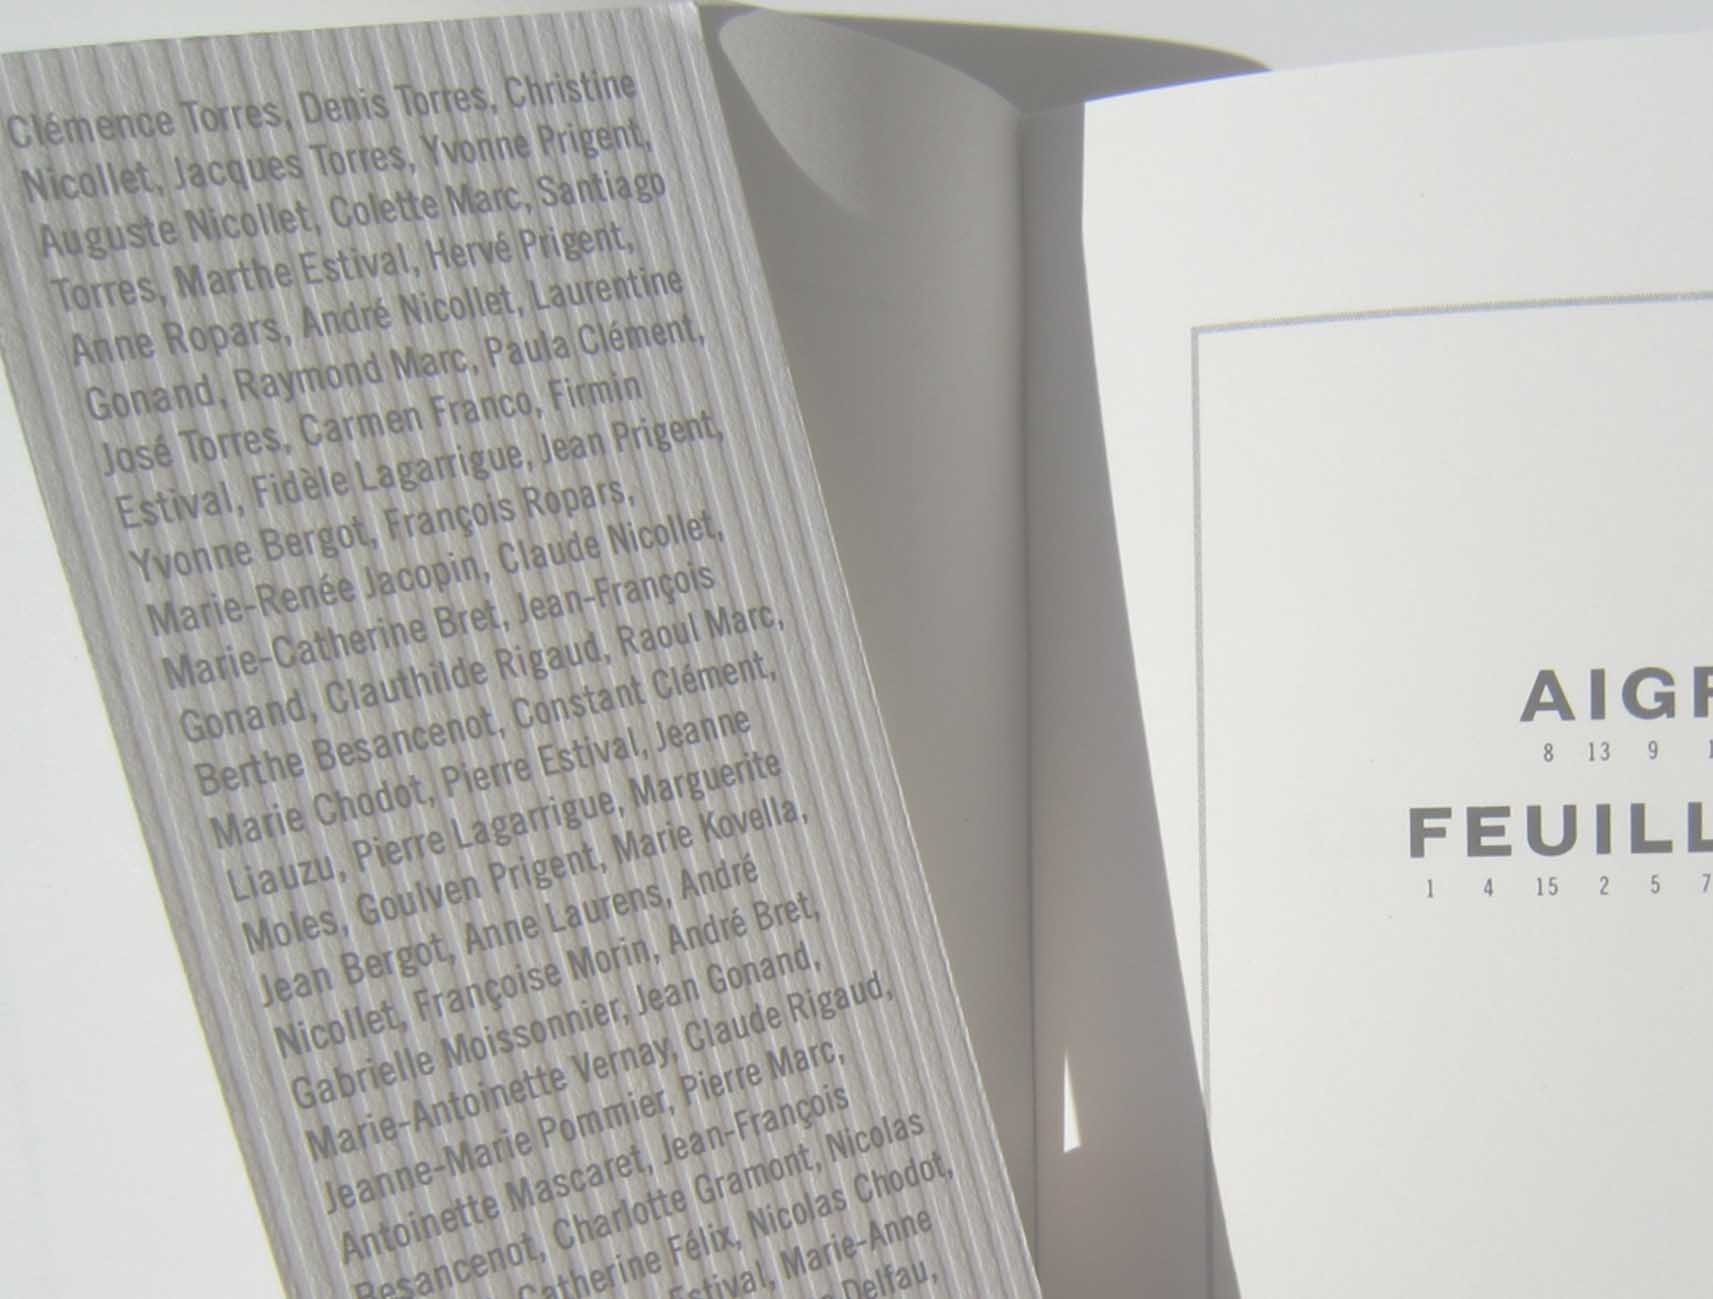 Clémence Torres, Denis Torres, Christine
Nicollet, Jacques Torres, Yvonne Prigent,
Auguste Nicollet, Colette Marc, Santiago
Torres, Marthe Estival, Hervé Prigent,
Anne Ropars, André Nicollet, Laurentine
Gonand, Raymond Marc, Paula Clément,
José Torres, Carmen Franco, Firmin
Estival, Fidèle Lagarrigue, Jean Prigent,
Yvonne Bergot, François Ropars,
Marie-Renée Jacopin, Claude Nicollet,
Marie-Catherine Bret, Jean-François
Gonand, Clauthilde Rigaud, Raoul Marc,
Berthe Besancenot, Constant Clément,
Marie Chodot, Pierre Estival, Jeanne
Liauzu, Pierre Lagarrigue, Marguerite
Moles, Goulven Prigent, Marie Kovella,
Jean Bergot, Anne Laurens, André
Nicollet, Françoise Morin, André Bret,
Gabrielle Moissonnier, Jean Gonand,
Marie-Antoinette Vernay, Claude Rigaud,
Jeanne-Marie Pommier, Pierre Marc,
Antoinette Mascaret, Jean-François
Besancenot, Charlotte Gramont, Nicolas
Catherine Félix, Nicolas Chodot,
Estival, Marie-Anne
Delfau,
AIG
8 13 9
FEUILL
1 4 15 2 5 7